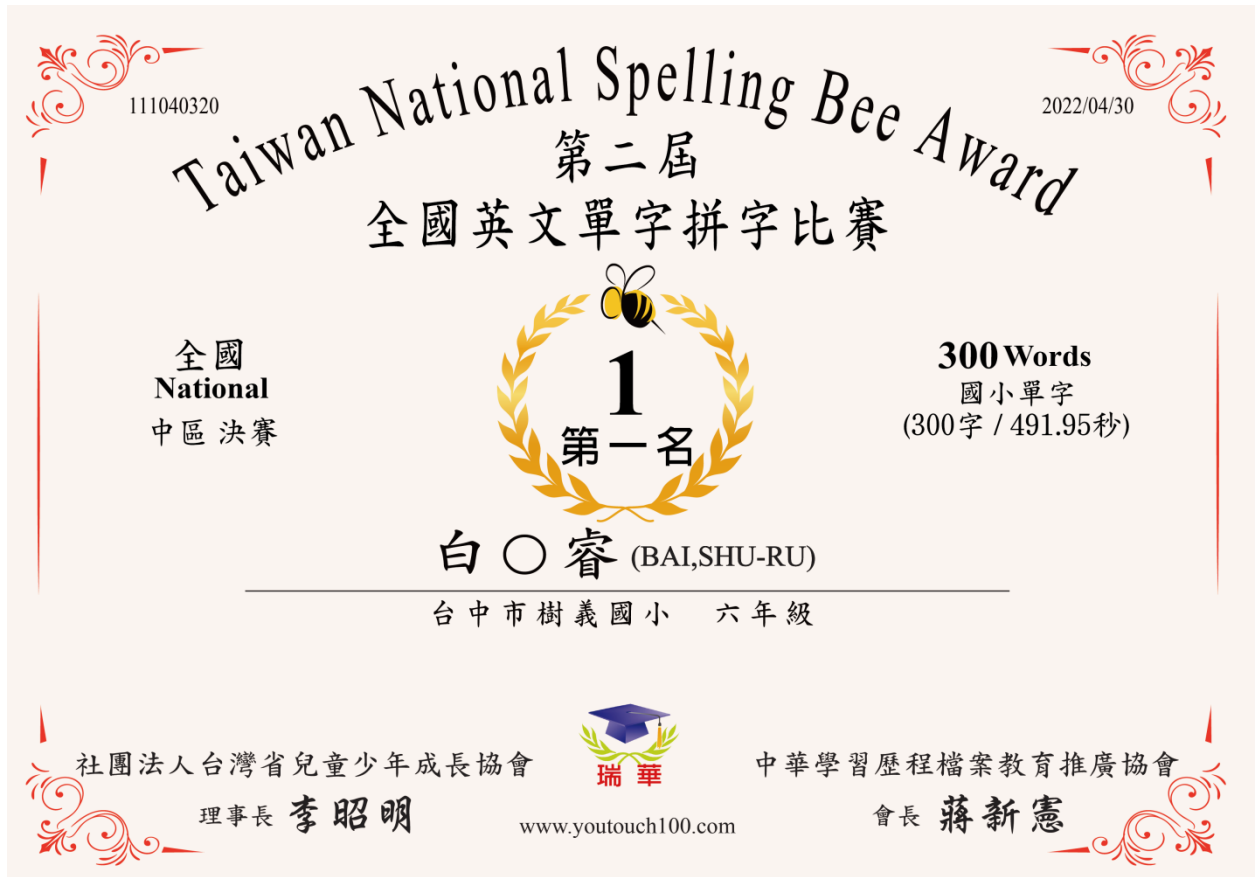 111040320
2022/04/30
Taiwan National Spelling Bee Award
第二屆
全國英文單字拼字比賽
全國
National
中區 決賽
1
第一名
300 Words
國小單字
(300字 / 491.95秒)
白〇睿 (BAI,SHU-RU)
台中市樹義國小 六年級
社團法人台灣省兒童少年成長協會
理事長 李昭明
瑞華
www.youtouch100.com
中華學習歷程檔案教育推廣協會
會長 蔣新憲